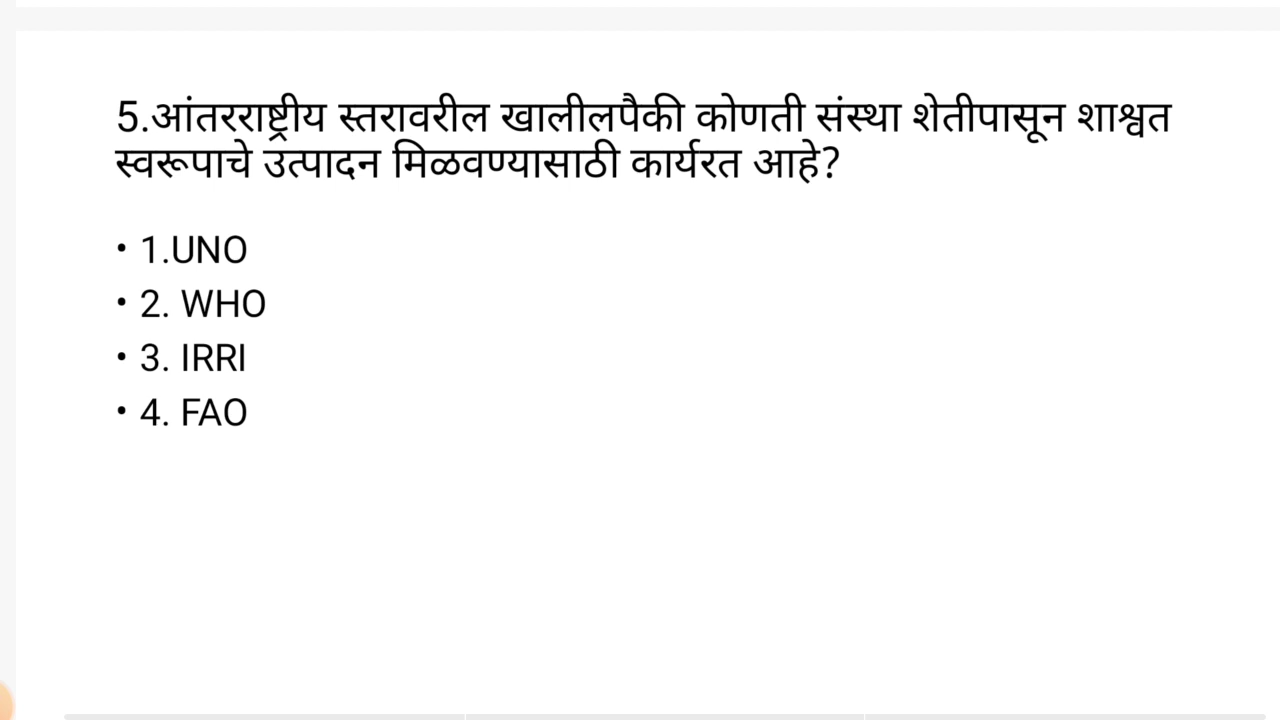 5.आंतरराष्ट्रीय स्तरावरील खालीलपैकी कोणती संस्था शेतीपासून शाश्वत
स्वरूपाचे उत्पादन मिळवण्यासाठी कार्यरत आहे?
• 1.UNO
• 2. WHO
• 3. IRRI
• 4. FAO